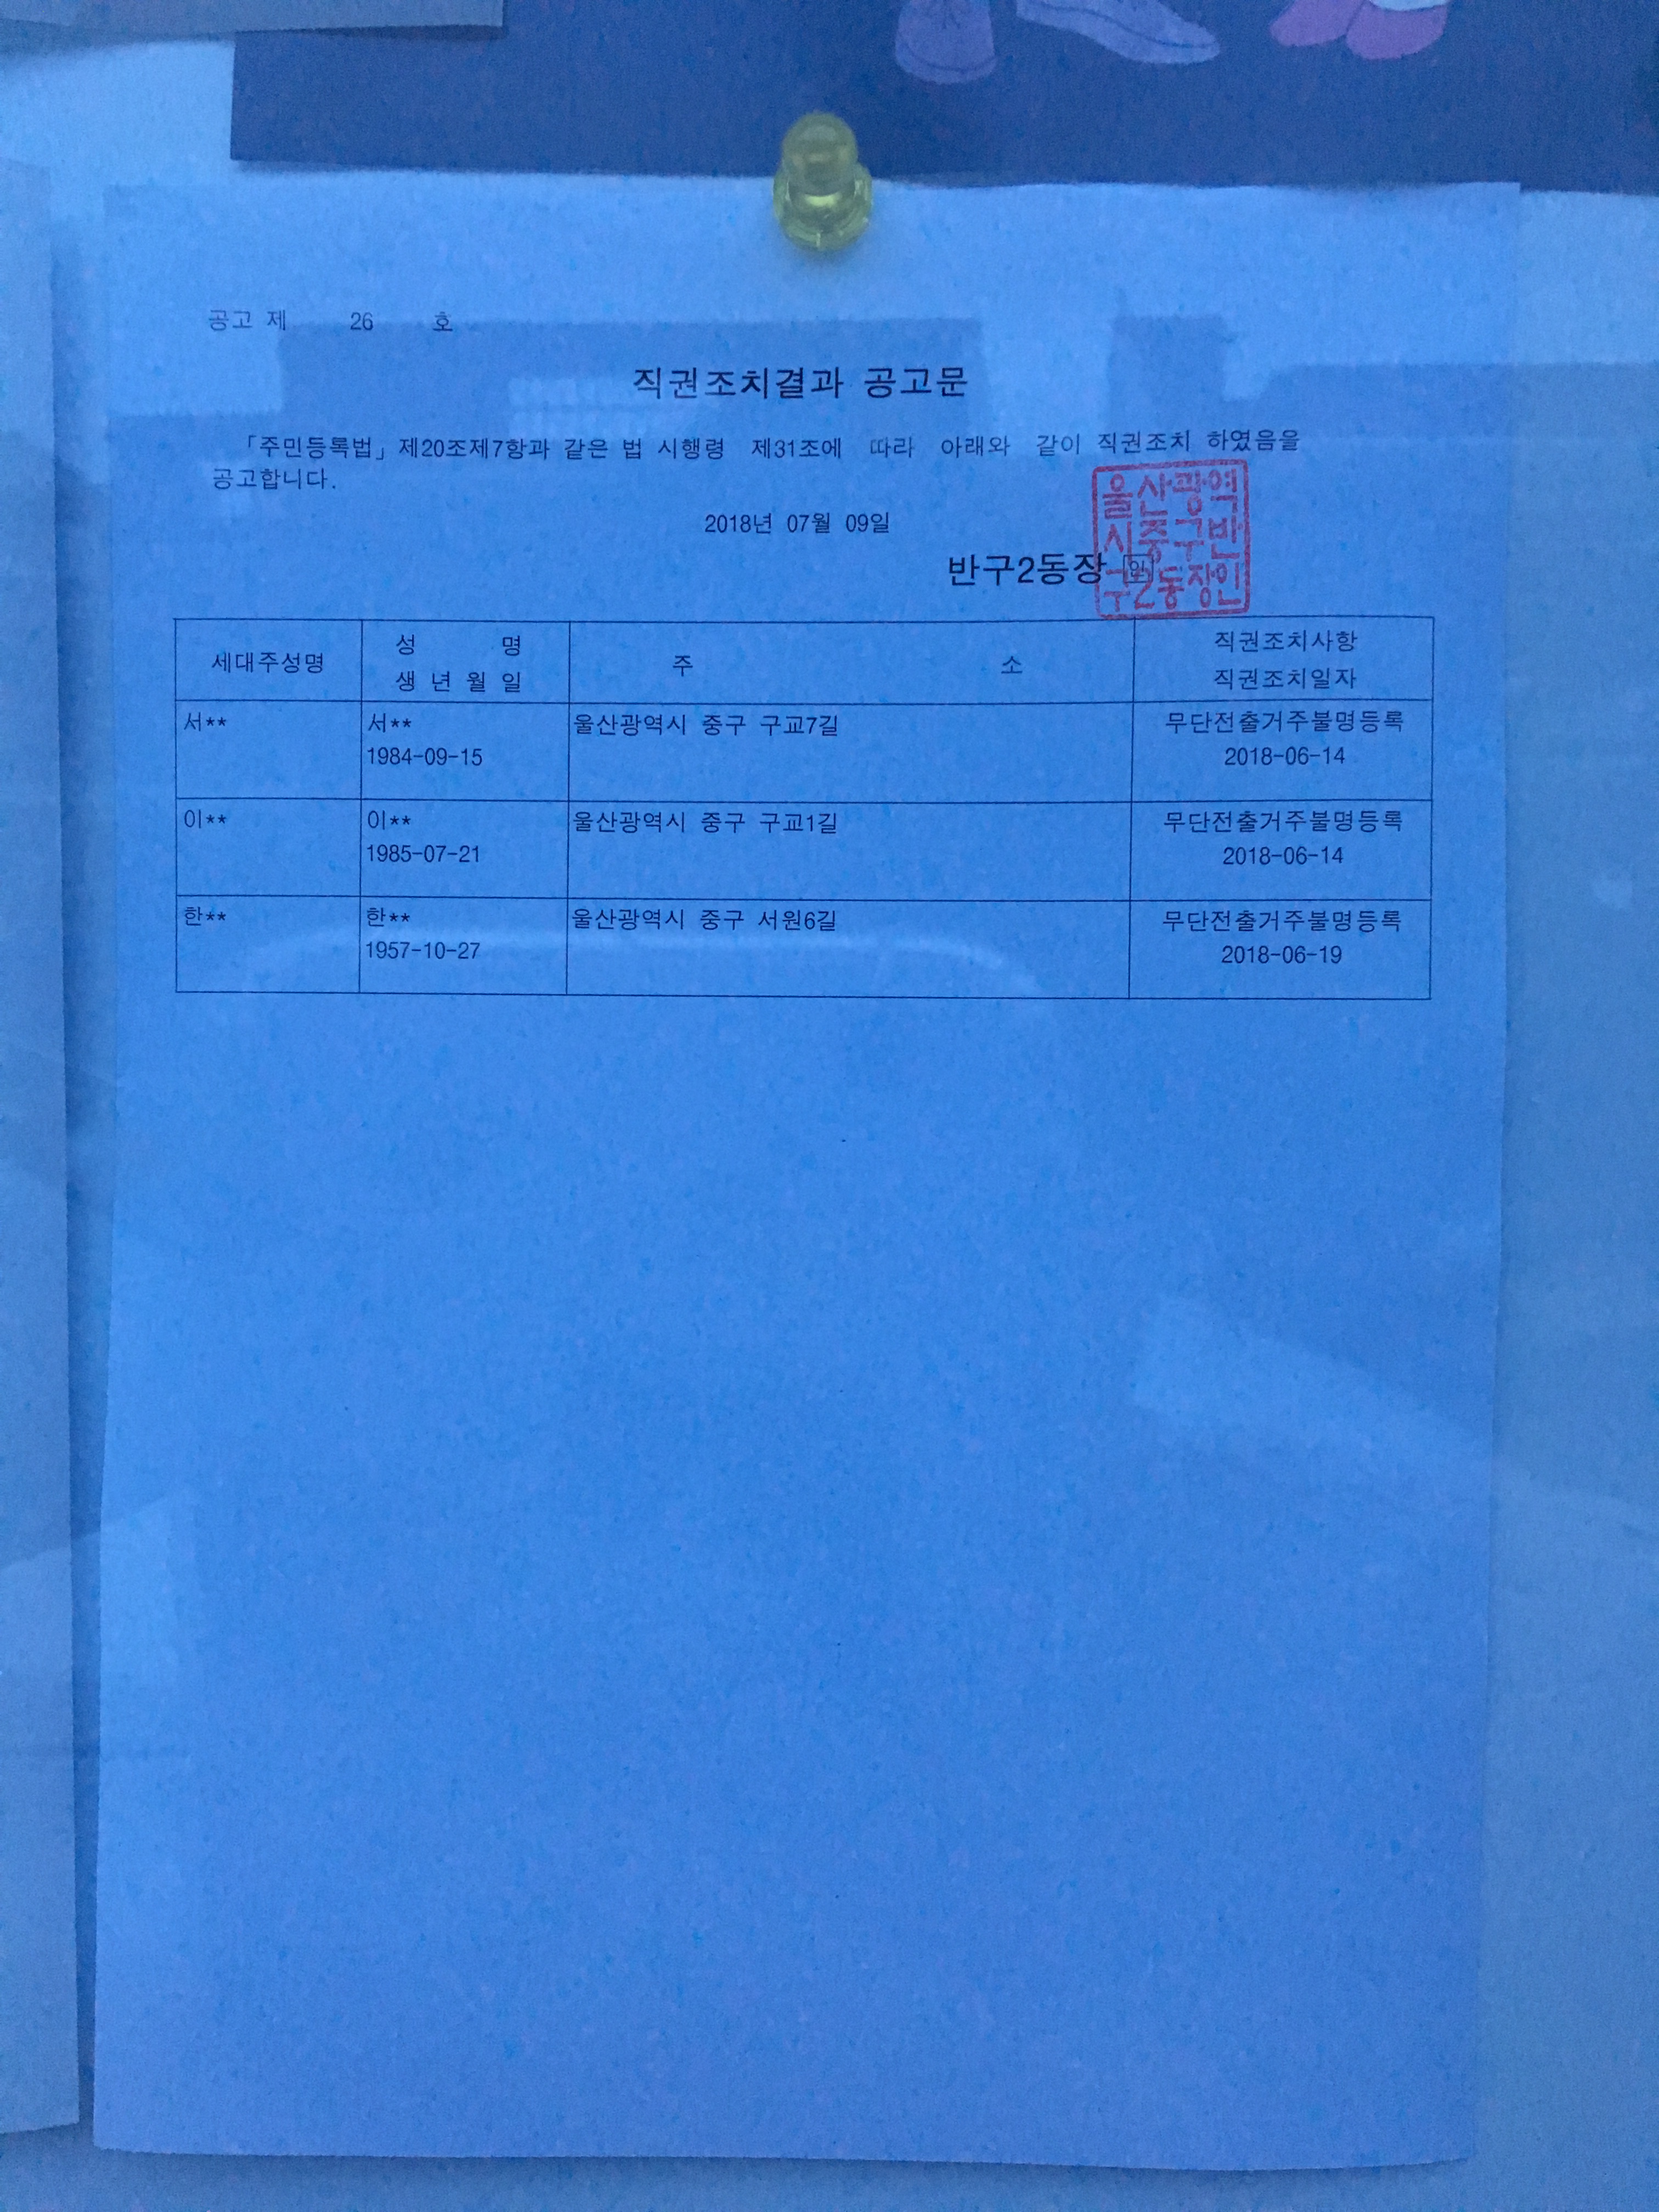 공고 제 26 호
직권조치결과 공고문
「주민등록법」제20조제7항과 같은 법 시행령 제31조에 따라 아래와 같이 직권조치 하였음을
공고합니다.
2018년 07월 09일
반구2동장 인
울산광역
시중구반
구2동장인
세대주성명 성 명 주 소 직권조치사항
생 년 월 일 직권조치일자
서** 서** 울산광역시 중구 구교7길 무단전출거주불명등록
1984-09-15 2018-06-14
이** 이** 울산광역시 중구 구교1길 무단전출거주불명등록
1985-07-21 2018-06-14
한** 한** 울산광역시 중구 서원6길 무단전출거주불명등록
1957-10-27 2018-06-19